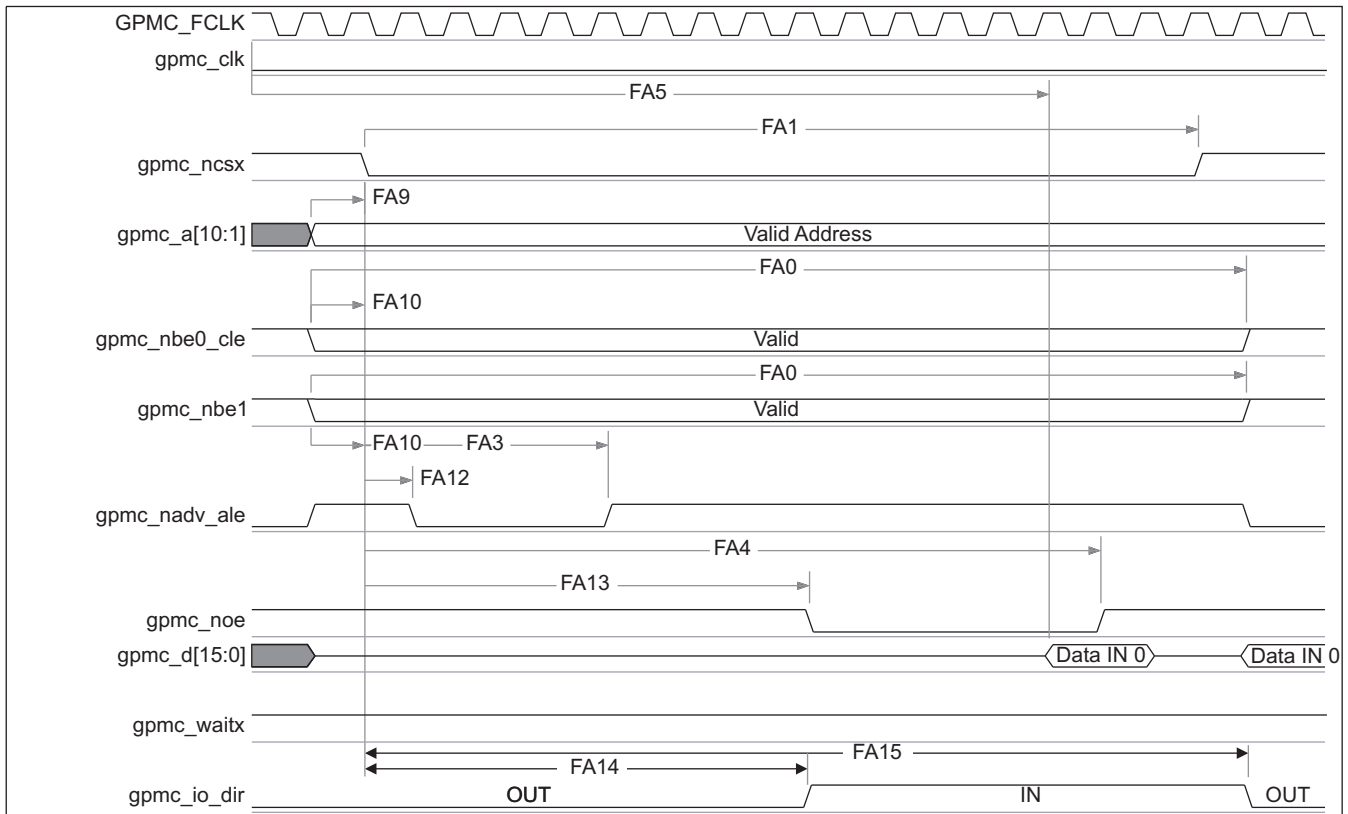 GPMC_FCLK
gpmc_clk
FA5
FA1
gpmc_ncsx
FA9
gpmc_a[10:1] Valid Address
FA0
FA10
gpmc_nbe0_cle Valid
FA0
gpmc_nbe1 Valid
FA10 FA3
FA12
gpmc_nadv_ale
FA4
FA13
gpmc_noe
gpmc_d[15:0] Data IN 0 Data IN 0
gpmc_waitx
FA15
FA14
gpmc_io_dir OUT IN OUT